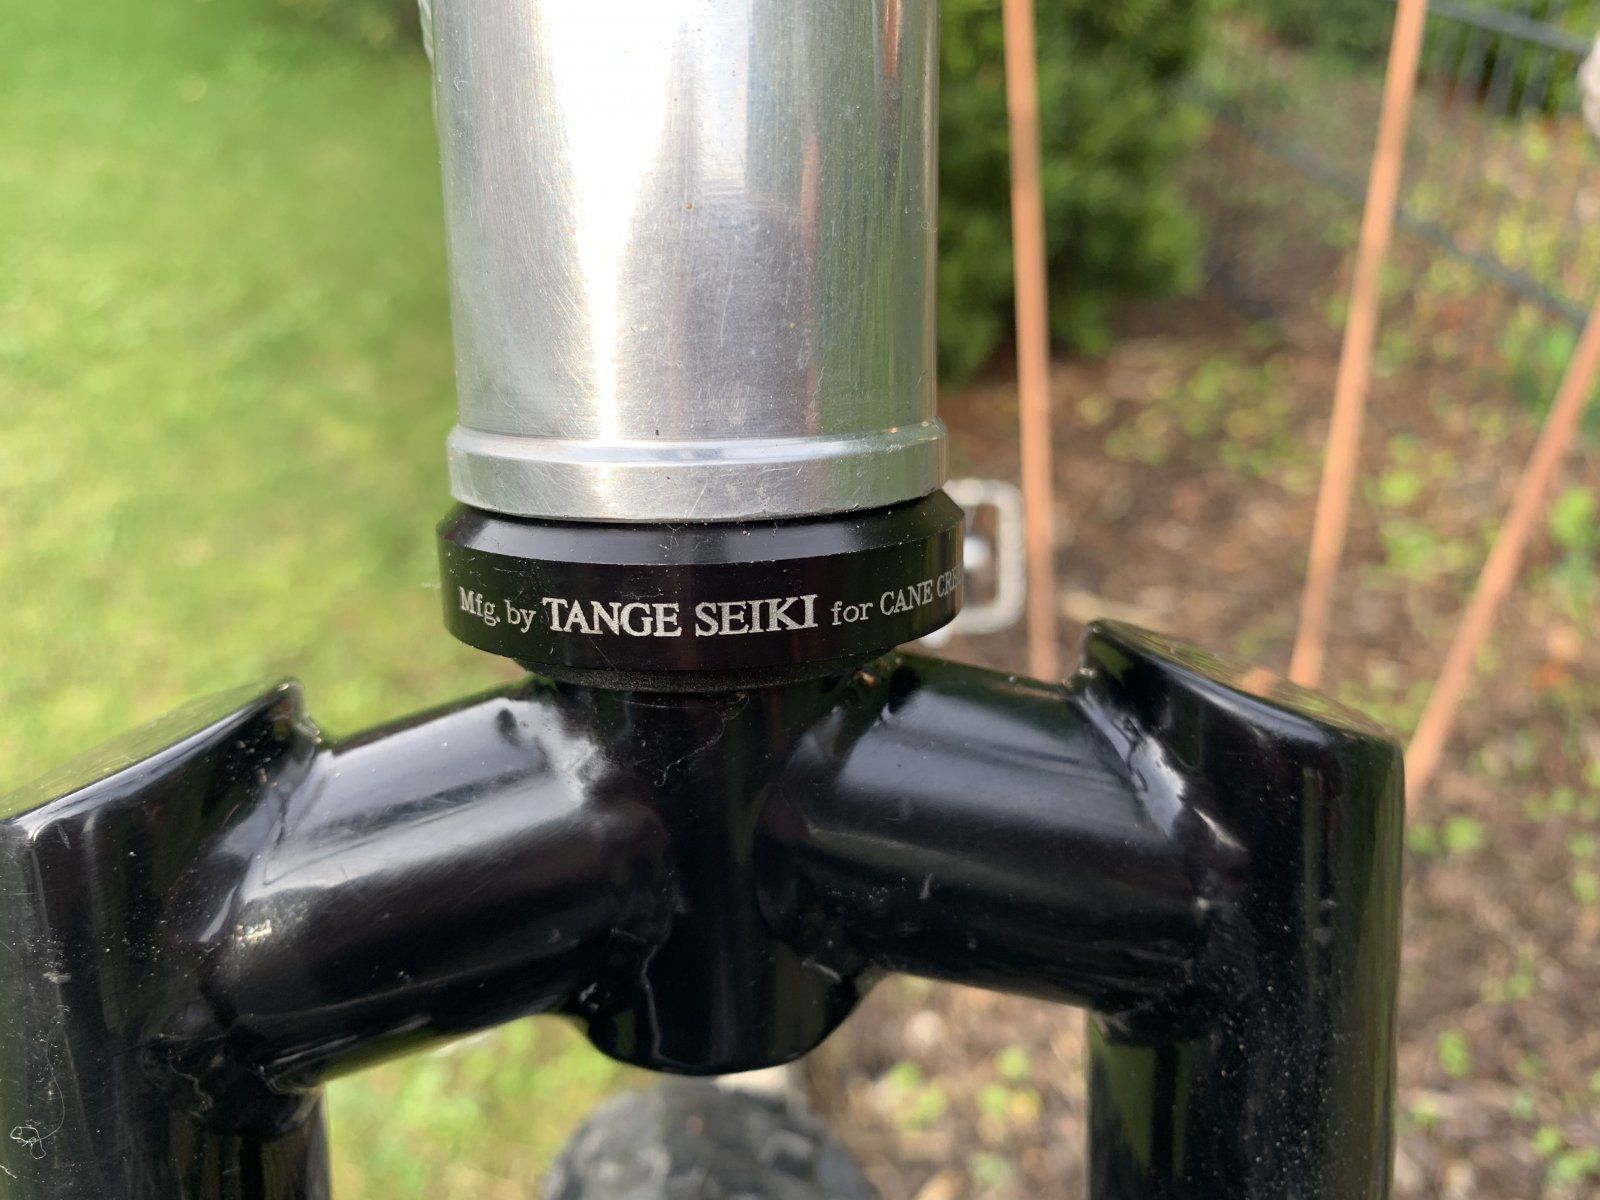 Mfg. by TANGE SEIKI for CANE